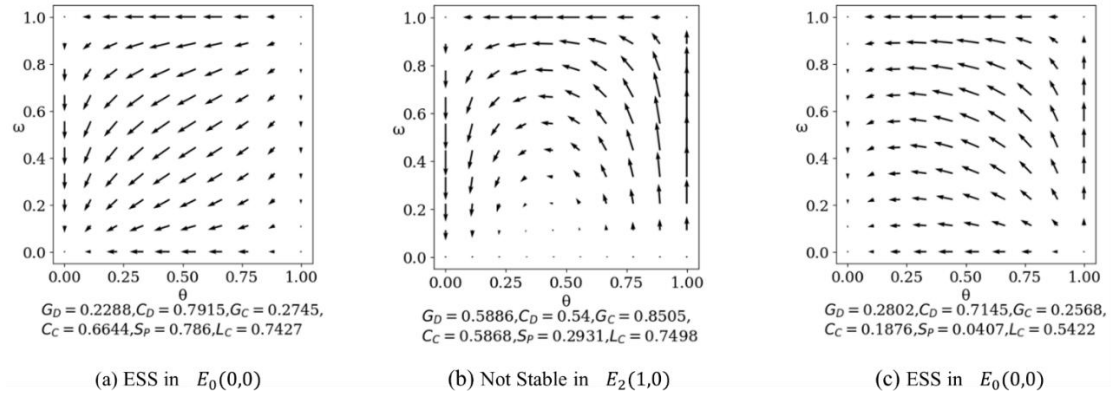 1.0
0.8
0.6
ω
0.4
0.2
0.0
0.00 0.25 0.50 0.75 1.00
θ
G_D = 0.2288,C_D = 0.7915,G_C = 0.2745,
C_C = 0.6644,S_P = 0.786,L_C = 0.7427
(a) ESS in E_0(0,0)
1.0
0.8
0.6
ω
0.4
0.2
0.0
0.00 0.25 0.50 0.75 1.00
θ
G_D = 0.5886,C_D = 0.54,G_C = 0.8505,
C_C = 0.5868,S_P = 0.2931,L_C = 0.7498
(b) Not Stable in E_2(1,0)
1.0
0.8
0.6
ω
0.4
0.2
0.0
0.00 0.25 0.50 0.75 1.00
θ
G_D = 0.2802,C_D = 0.7145,G_C = 0.2568,
C_C = 0.1876,S_P = 0.0407,L_C = 0.5422
(c) ESS in E_0(0,0)